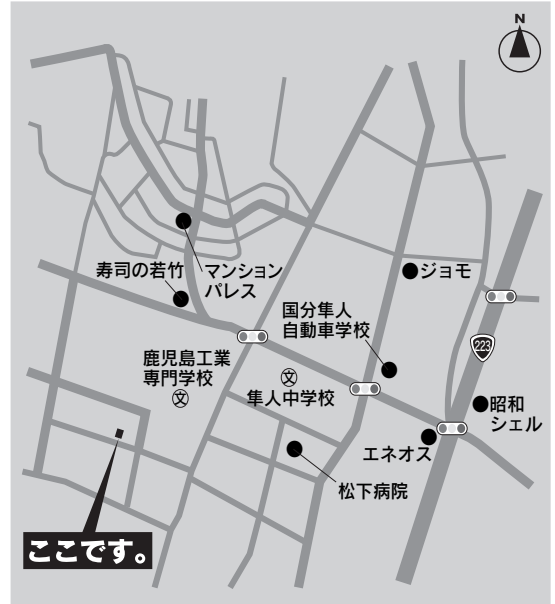 N
寿司の若竹
マンション
パレス
ジョモ
国分隼人
自動車学校
223
鹿児島工業
専門学校
文
文
隼人中学校
昭和
シェル
エネオス
松下病院
ここです。